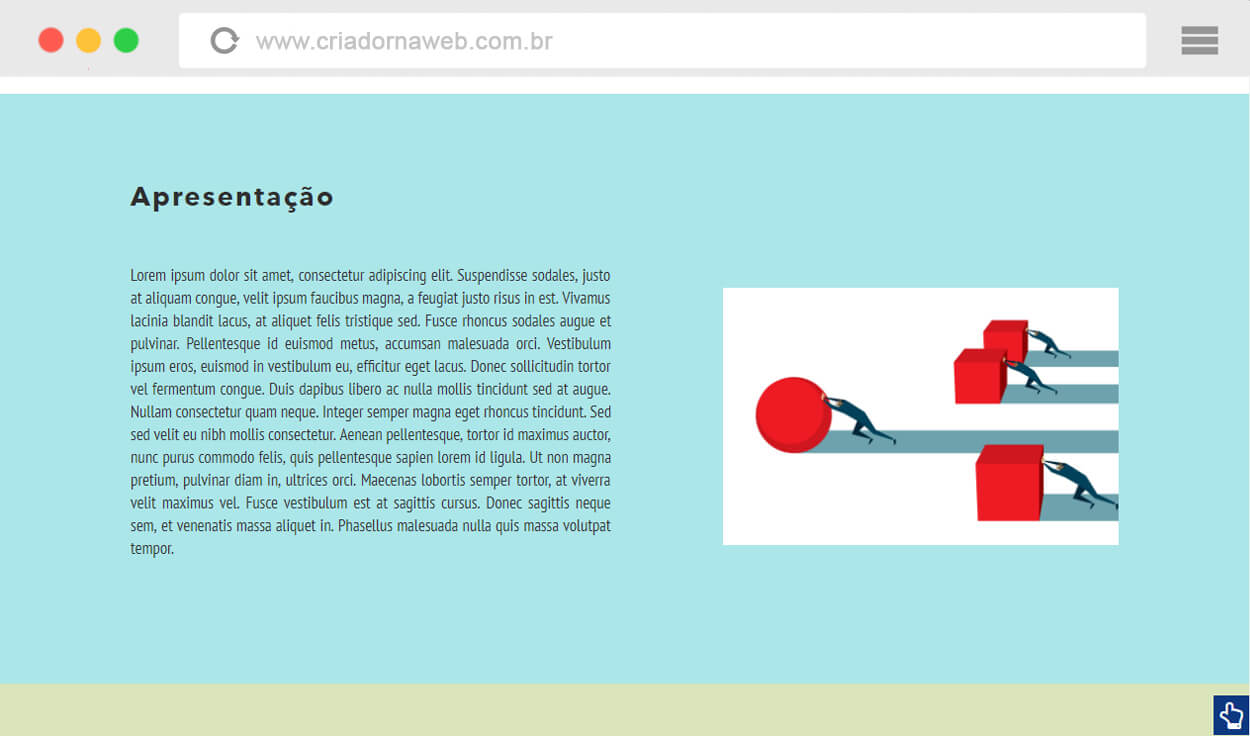 www.criadornaweb.com.br
Apresentação
Lorem ipsum dolor sit amet, consectetur adipiscing elit. Suspendisse sodales, justo
at aliquam congue, velit ipsum faucibus magna, a feugiat justo risus in est. Vivamus
lacinia blandit lacus, at aliquet felis tristique sed. Fusce rhoncus sodales augue et
pulvinar. Pellentesque id euismod metus, accumsan malesuada orci. Vestibulum
ipsum eros, euismod in vestibulum eu, efficitur eget lacus. Donec sollicitudin tortor
vel fermentum congue. Duis dapibus libero ac nulla mollis tincidunt sed at augue.
Nullam consectetur quam neque. Integer semper magna eget rhoncus tincidunt. Sed
sed velit eu nibh mollis consectetur. Aenean pellentesque, tortor id maximus auctor,
nunc purus commodo felis, quis pellentesque sapien lorem id ligula. Ut non magna
pretium, pulvinar diam in, ultrices orci. Maecenas lobortis semper tortor, at viverra
velit maximus vel. Fusce vestibulum est at sagittis cursus. Donec sagittis neque
sem, et venenatis massa aliquet in. Phasellus malesuada nulla quis massa volutpat
tempor.